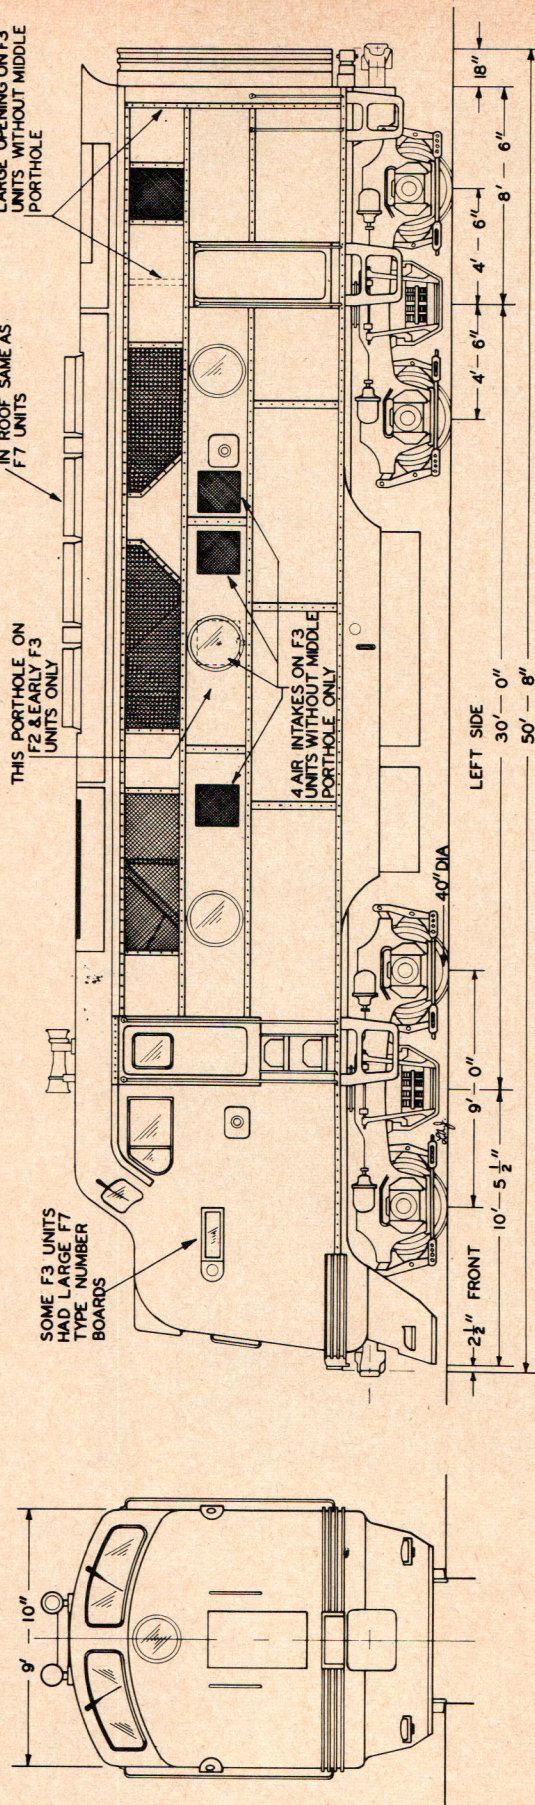 9' — 10"
SOME F3 UNITS
HAD LARGE F7
TYPE NUMBER
BOARDS
THIS PORTHOLE ON
F2 & EARLY F3
UNITS ONLY
IN ROOF SAME AS
F7 UNITS
LARGE OPENING ON F3
UNITS WITHOUT MIDDLE
PORTHOLE
4 AIR INTAKES ON F3
UNITS WITHOUT MIDDLE
PORTHOLE ONLY
40" DIA
2 1/2" FRONT
LEFT SIDE
9' — 0"
4' — 6"
4' — 6"
18"
10' — 5 1/2"
30' — 0"
8' — 6"
50' — 8"